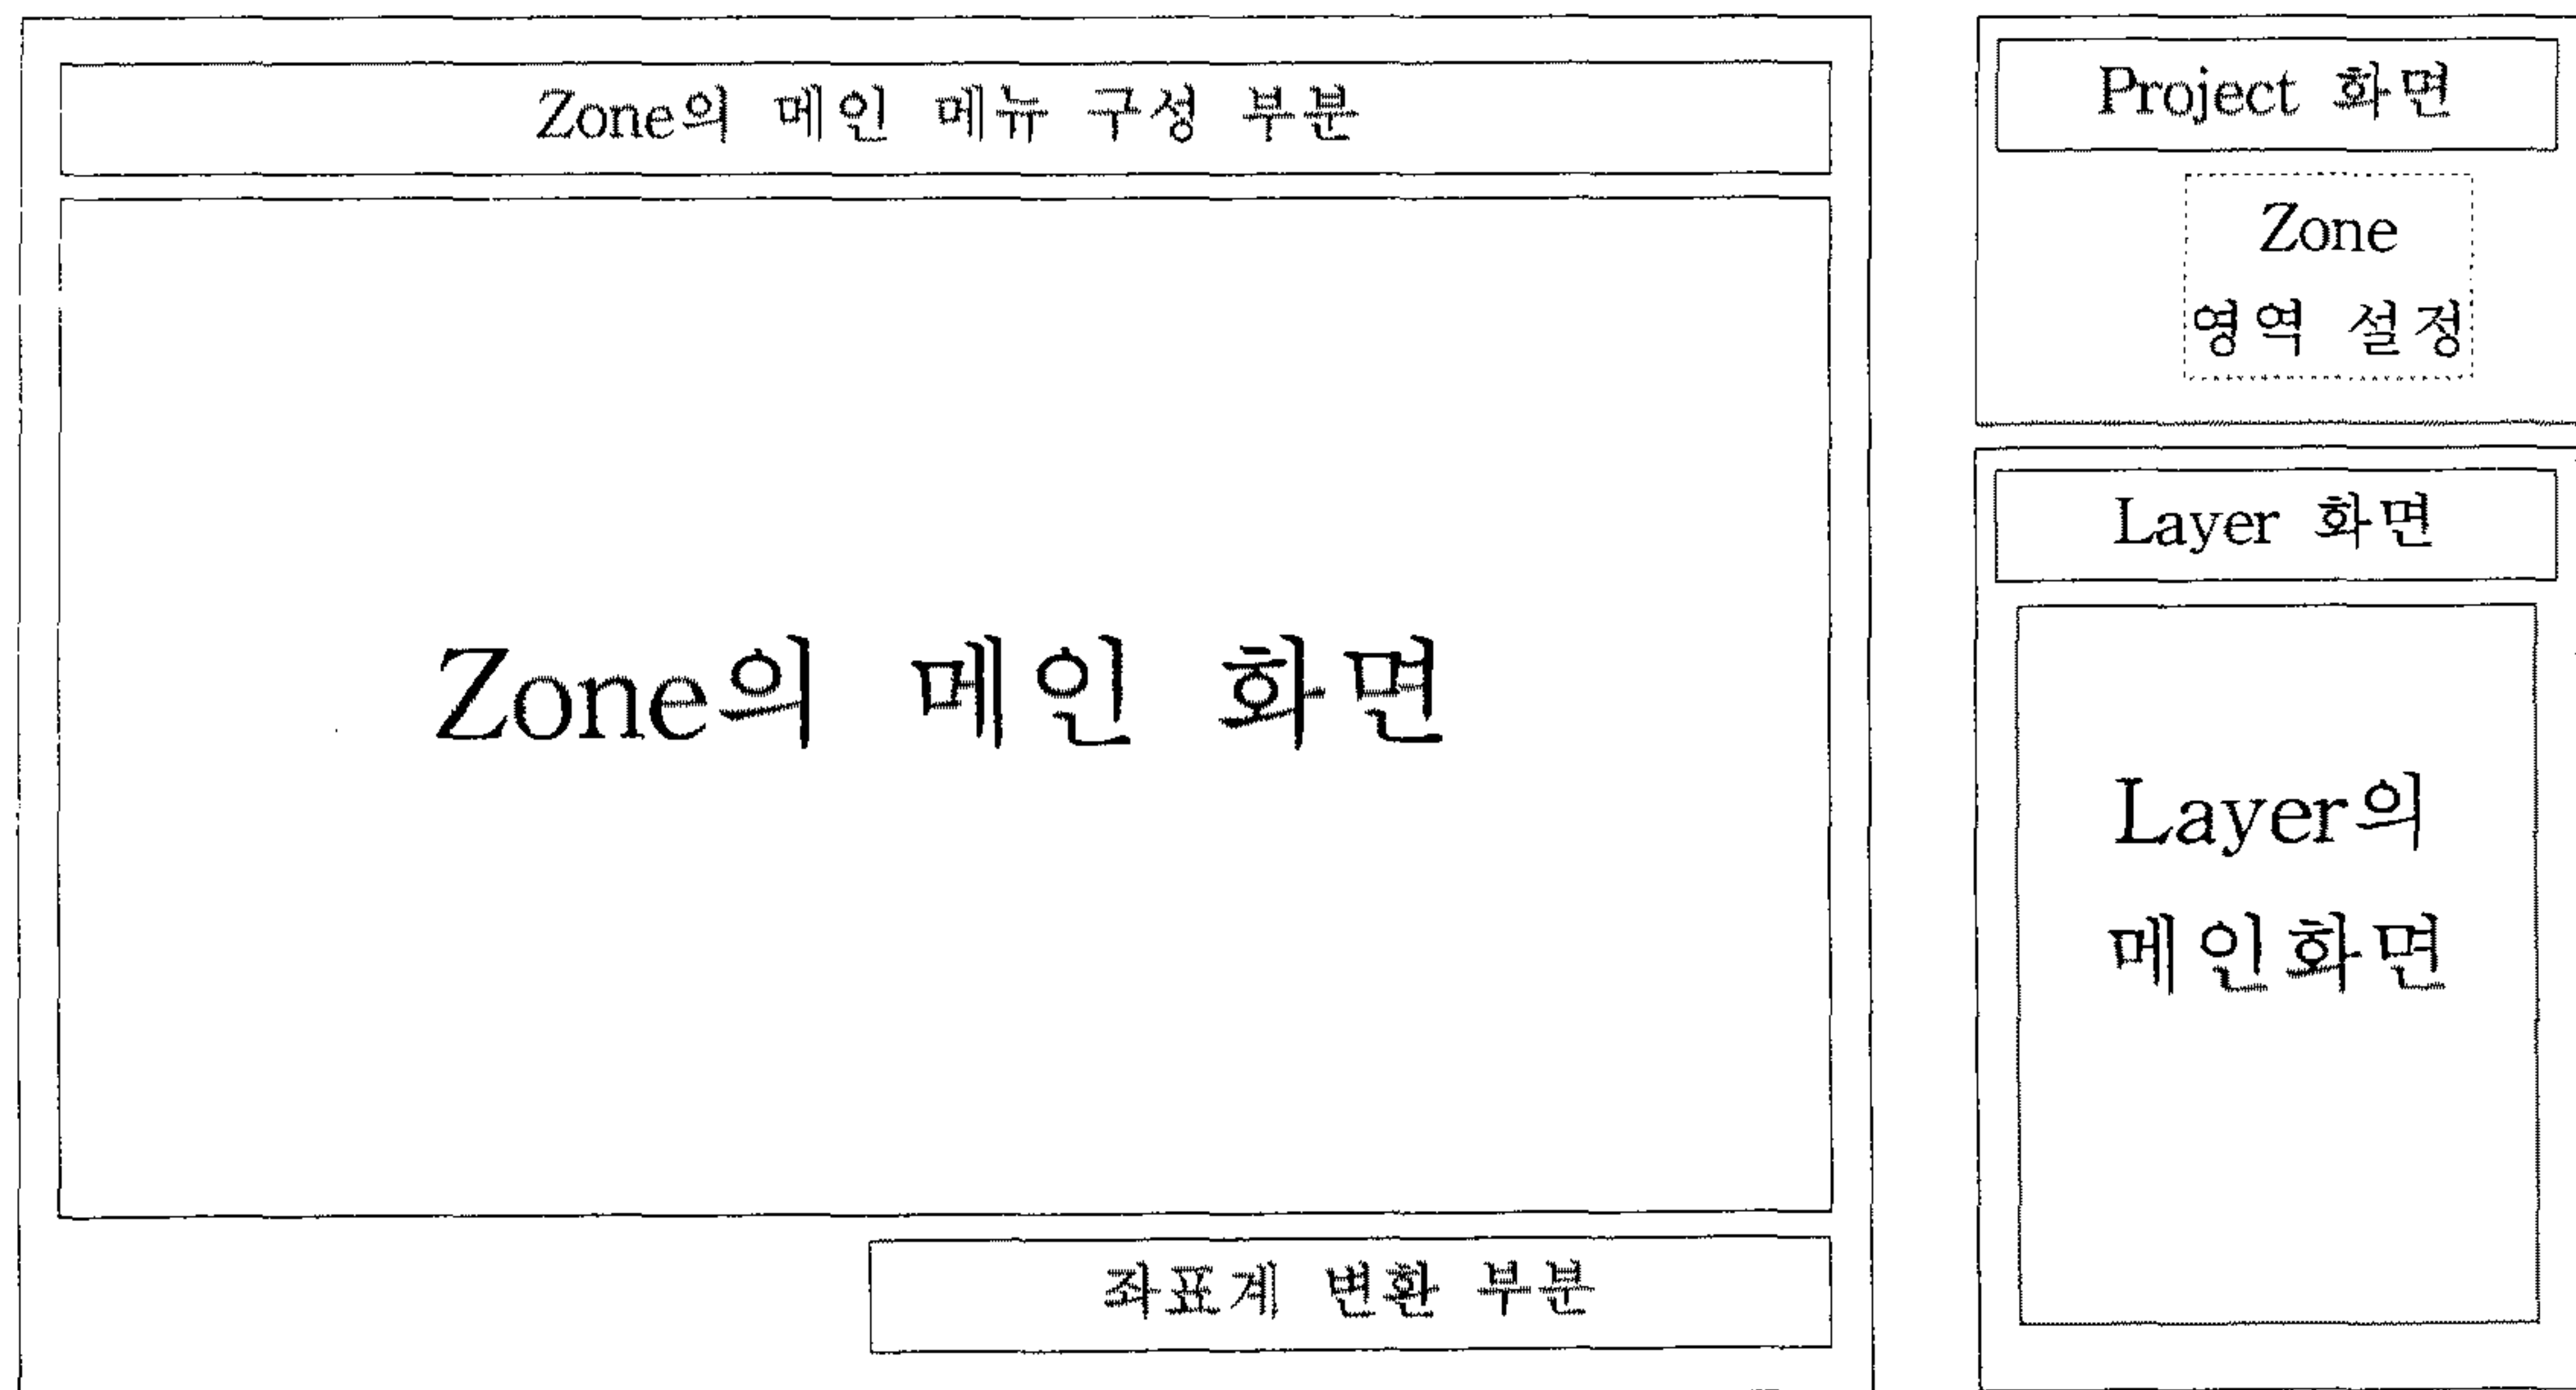 Zone의 메인 메뉴 구성 부분
Zone의 메인 화면
좌표계 변환 부분
Project 화면
Zone
영역 설정
Layer 화면
Layer의
메인화면